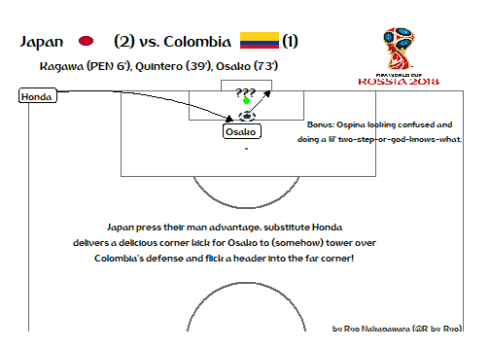 Japan (2) vs. Colombia (1)
Kagawa (PEN 6'), Quintero (39'), Osako (73')
FIFA WORLD CUP
RUSSIA 2018
Honda
???
Osako
Bonus: Ospina looking confused and
doing a lil' two-step-or-god-knows-what.
Japan press their man advantage, substitute Honda
delivers a delicious corner kick for Osako to (somehow) tower over
Colombia's defense and flick a header into the far corner!
by Ryo Nakagawara (@R_by_Ryo)